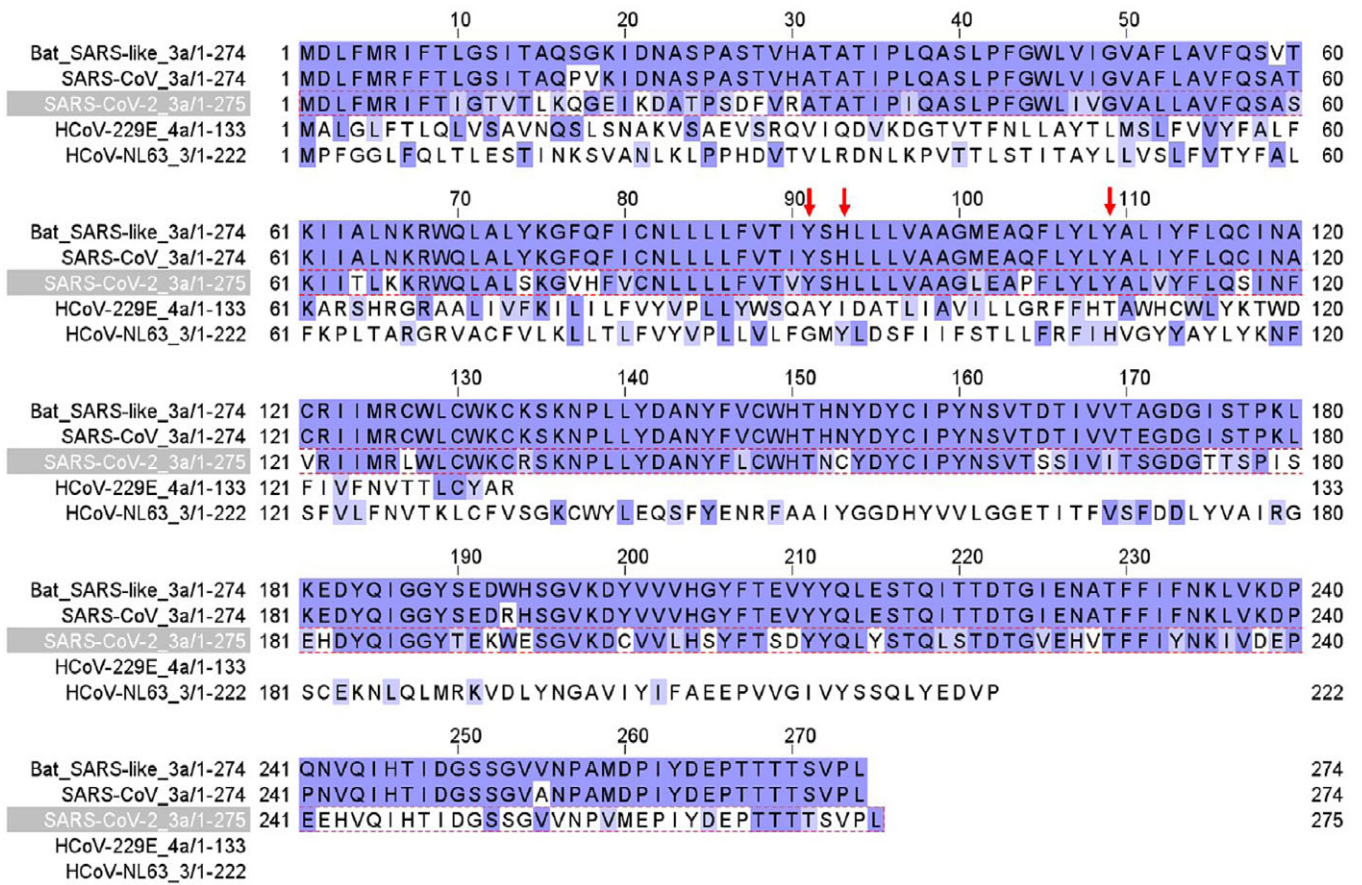 10 20 30 40 50
Bat_SARS-like_3a/1-274 1 MDLFMRIFTLGSITAQSGKIDNASPASTVHATATIPLQASLPFGWLVIGVAFLAVFQSVT 60
SARS-CoV_3a/1-274 1 MDLFMRFFTLGSITAQPVKIDNASPASTVHATATIPLQASLPFGWLVIGVAFLAVFQSAT 60
SARS-CoV-2_3a/1-275 1 MDLFMRIFTIGTVTLKQGEIKDATPSDFVRATATIPIQASLPFGWLIVGVALLAVFQSAS 60
HCoV-229E_4a/1-133 1 MALGLFTLQLVSAVNQSLSNAKVSAEVSRQVIQDVKDGTVTFNLLAYTLMSLFVVYFALF 60
HCoV-NL63_3/1-222 1 MPFGGLFQLTLESTINKSVANLKLPPHDVTVLRDNLKPVTTLSTITAYLLVSLFVTYFAL 60
70 80 90 100 110
Bat_SARS-like_3a/1-274 61 KIIALNKRWQLALYKGFQFICNLLLLFVTIYSHLLLVAAGMEAQFLYLYALIYFLQCINA 120
SARS-CoV_3a/1-274 61 KIIALNKRWQLALYKGFQFICNLLLLFVTIYSHLLLVAAGMEAQFLYLYALIYFLQCINA 120
SARS-CoV-2_3a/1-275 61 KIITLKKRWQLALSKGVHFVCNLLLLFVTVYSHLLLVAAGLEAPFLYLYALVYFLQSINF 120
HCoV-229E_4a/1-133 61 KARSHRGRAALIVFKILILFVYVPLLYWSQAYIDATLIAVILLGRFFHTAWHCWLYKTWD 120
HCoV-NL63_3/1-222 61 FKPLTARGRVACFVLKLLTLFVYVPLLVLFGMYLDSFIIFSTLLFRFIHVGYYAYLYKNF 120
130 140 150 160 170
Bat_SARS-like_3a/1-274 121 CRIIMRCWLCWKCKSKNPLLYDANYFVCWHTHNYDYCIPYNSVTDTIVVTAGDGISTPKL 180
SARS-CoV_3a/1-274 121 CRIIMRCWLCWKCKSKNPLLYDANYFVCWHTHNYDYCIPYNSVTDTIVVTEGDGISTPKL 180
SARS-CoV-2_3a/1-275 121 VRIIMRLWLCWKCRSKNPLLYDANYFLCWHTNCYDYCIPYNSVTSSIVITSGDGTTSPIS 180
HCoV-229E_4a/1-133 121 FIVFNVTTLCYAR 133
HCoV-NL63_3/1-222 121 SFVLFNVTKLCFVSGKCWYLEQSFYENRFAAIYGGDHYVVLGGETITFVSFDDLYVAIRG 180
190 200 210 220 230
Bat_SARS-like_3a/1-274 181 KEDYQIGGYSEDWHSGVKDYVVVHGYFTEVYYQLESTQITTDTGIENATFFIFNKLVKDP 240
SARS-CoV_3a/1-274 181 KEDYQIGGYSEDRHSGVKDYVVVHGYFTEVYYQLESTQITTDTGIENATFFIFNKLVKDP 240
SARS-CoV-2_3a/1-275 181 EHDYQIGGYTEKWESGVKDCVVLHSYFTSDYYQLYSTQLSTDTGVEHVTFFIYNKIVDEP 240
HCoV-229E_4a/1-133
HCoV-NL63_3/1-222 181 SCEKNLQLMRKVDLYNGAVIYIFAEEPVVGIVYSSQLYEDVP 222
250 260 270
Bat_SARS-like_3a/1-274 241 QNVQIHTIDGSSGVVNPAMDPIYDEPTTTTSVPL 274
SARS-CoV_3a/1-274 241 PNVQIHTIDGSSGVANPAMDPIYDEPTTTTSVPL 274
SARS-CoV-2_3a/1-275 241 EEHVQIHTIDGSSGVVNPVMEPIYDEPTTTTSVPL 275
HCoV-229E_4a/1-133
HCoV-NL63_3/1-222